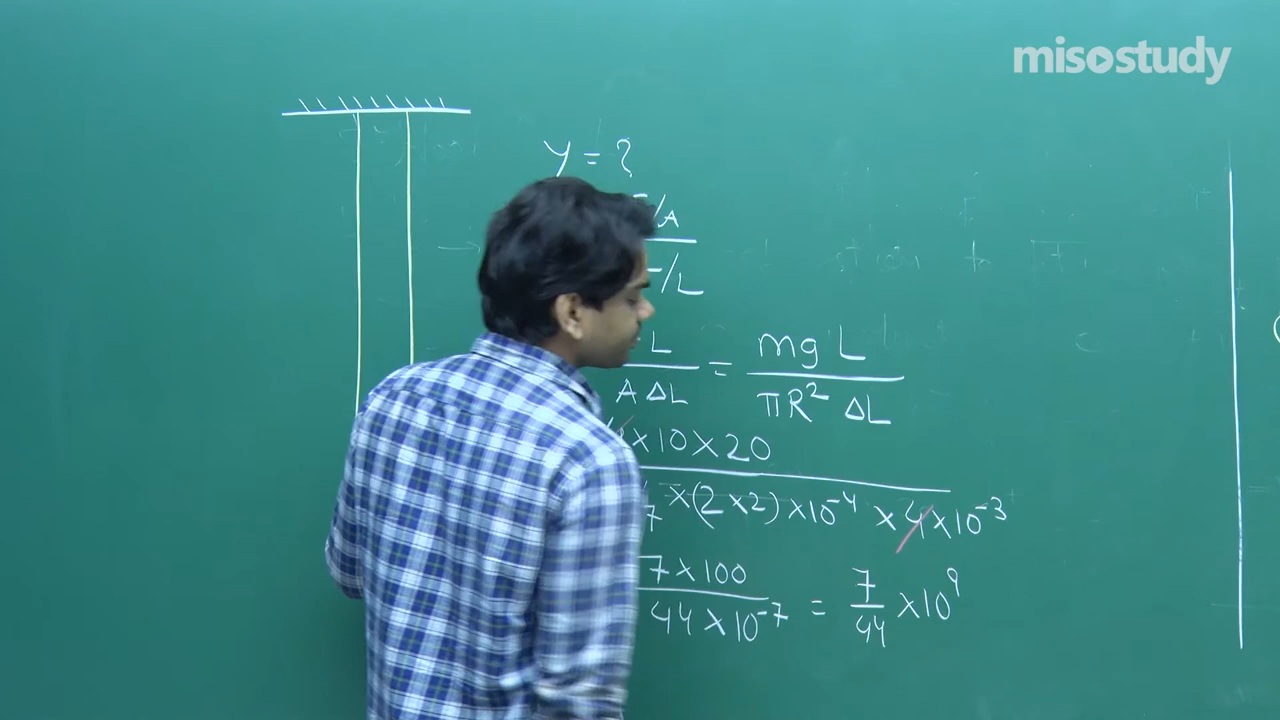 misostudy
Y = ?
/A
/L
L
A ΔL
= mg L
πR² ΔL
×10×20
7 ×(2×2)×10⁻⁴ ×4×10⁻³
7×100
44×10⁻⁷
= 7
44
×10⁹